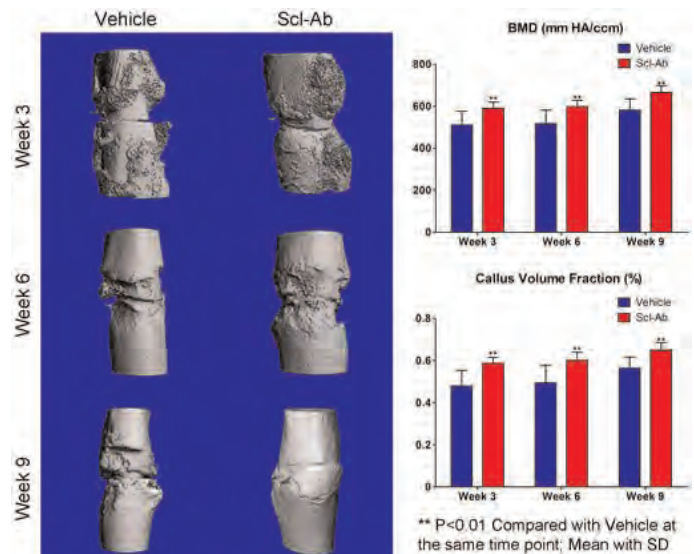 Vehicle Scl-Ab
Week 3
Week 6
Week 9
BMD (mm HA/ccm)
Vehicle
Scl-Ab
800
600
400
200
0
** ** **
Week 3 Week 6 Week 9
Callus Volume Fraction (%)
Vehicle
Scl-Ab
0.8
0.6
0.4
0.2
0
** ** **
Week 3 Week 6 Week 9
** P<0.01 Compared with Vehicle at
the same time point; Mean with SD